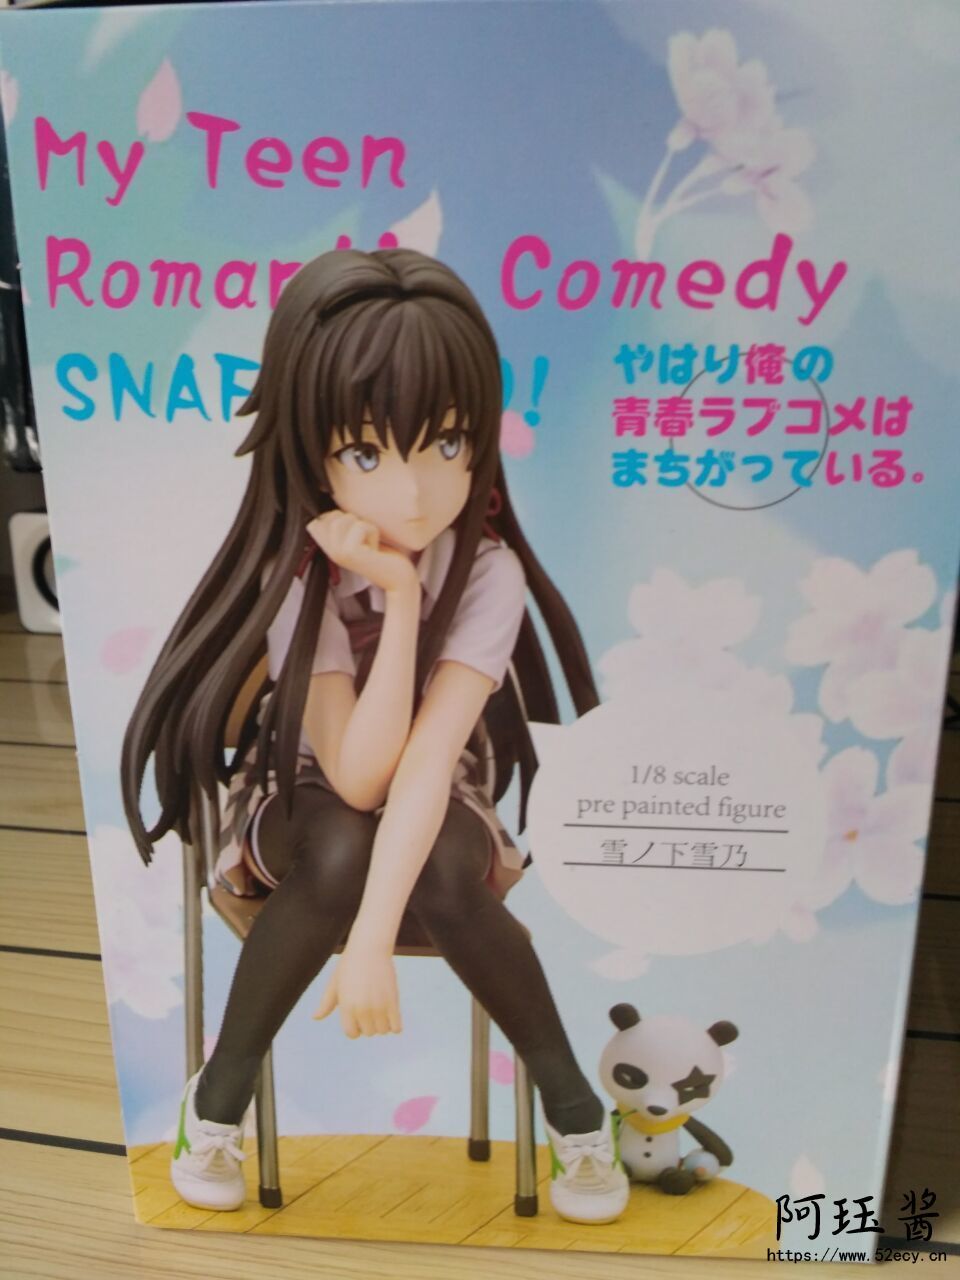 My Teen
Comedy
やはり俺の
青春ラブコメは
まちがっている。
1/8 scale
pre painted figure
雪ノ下雪乃
阿珏酱
https://www.52ecy.cn